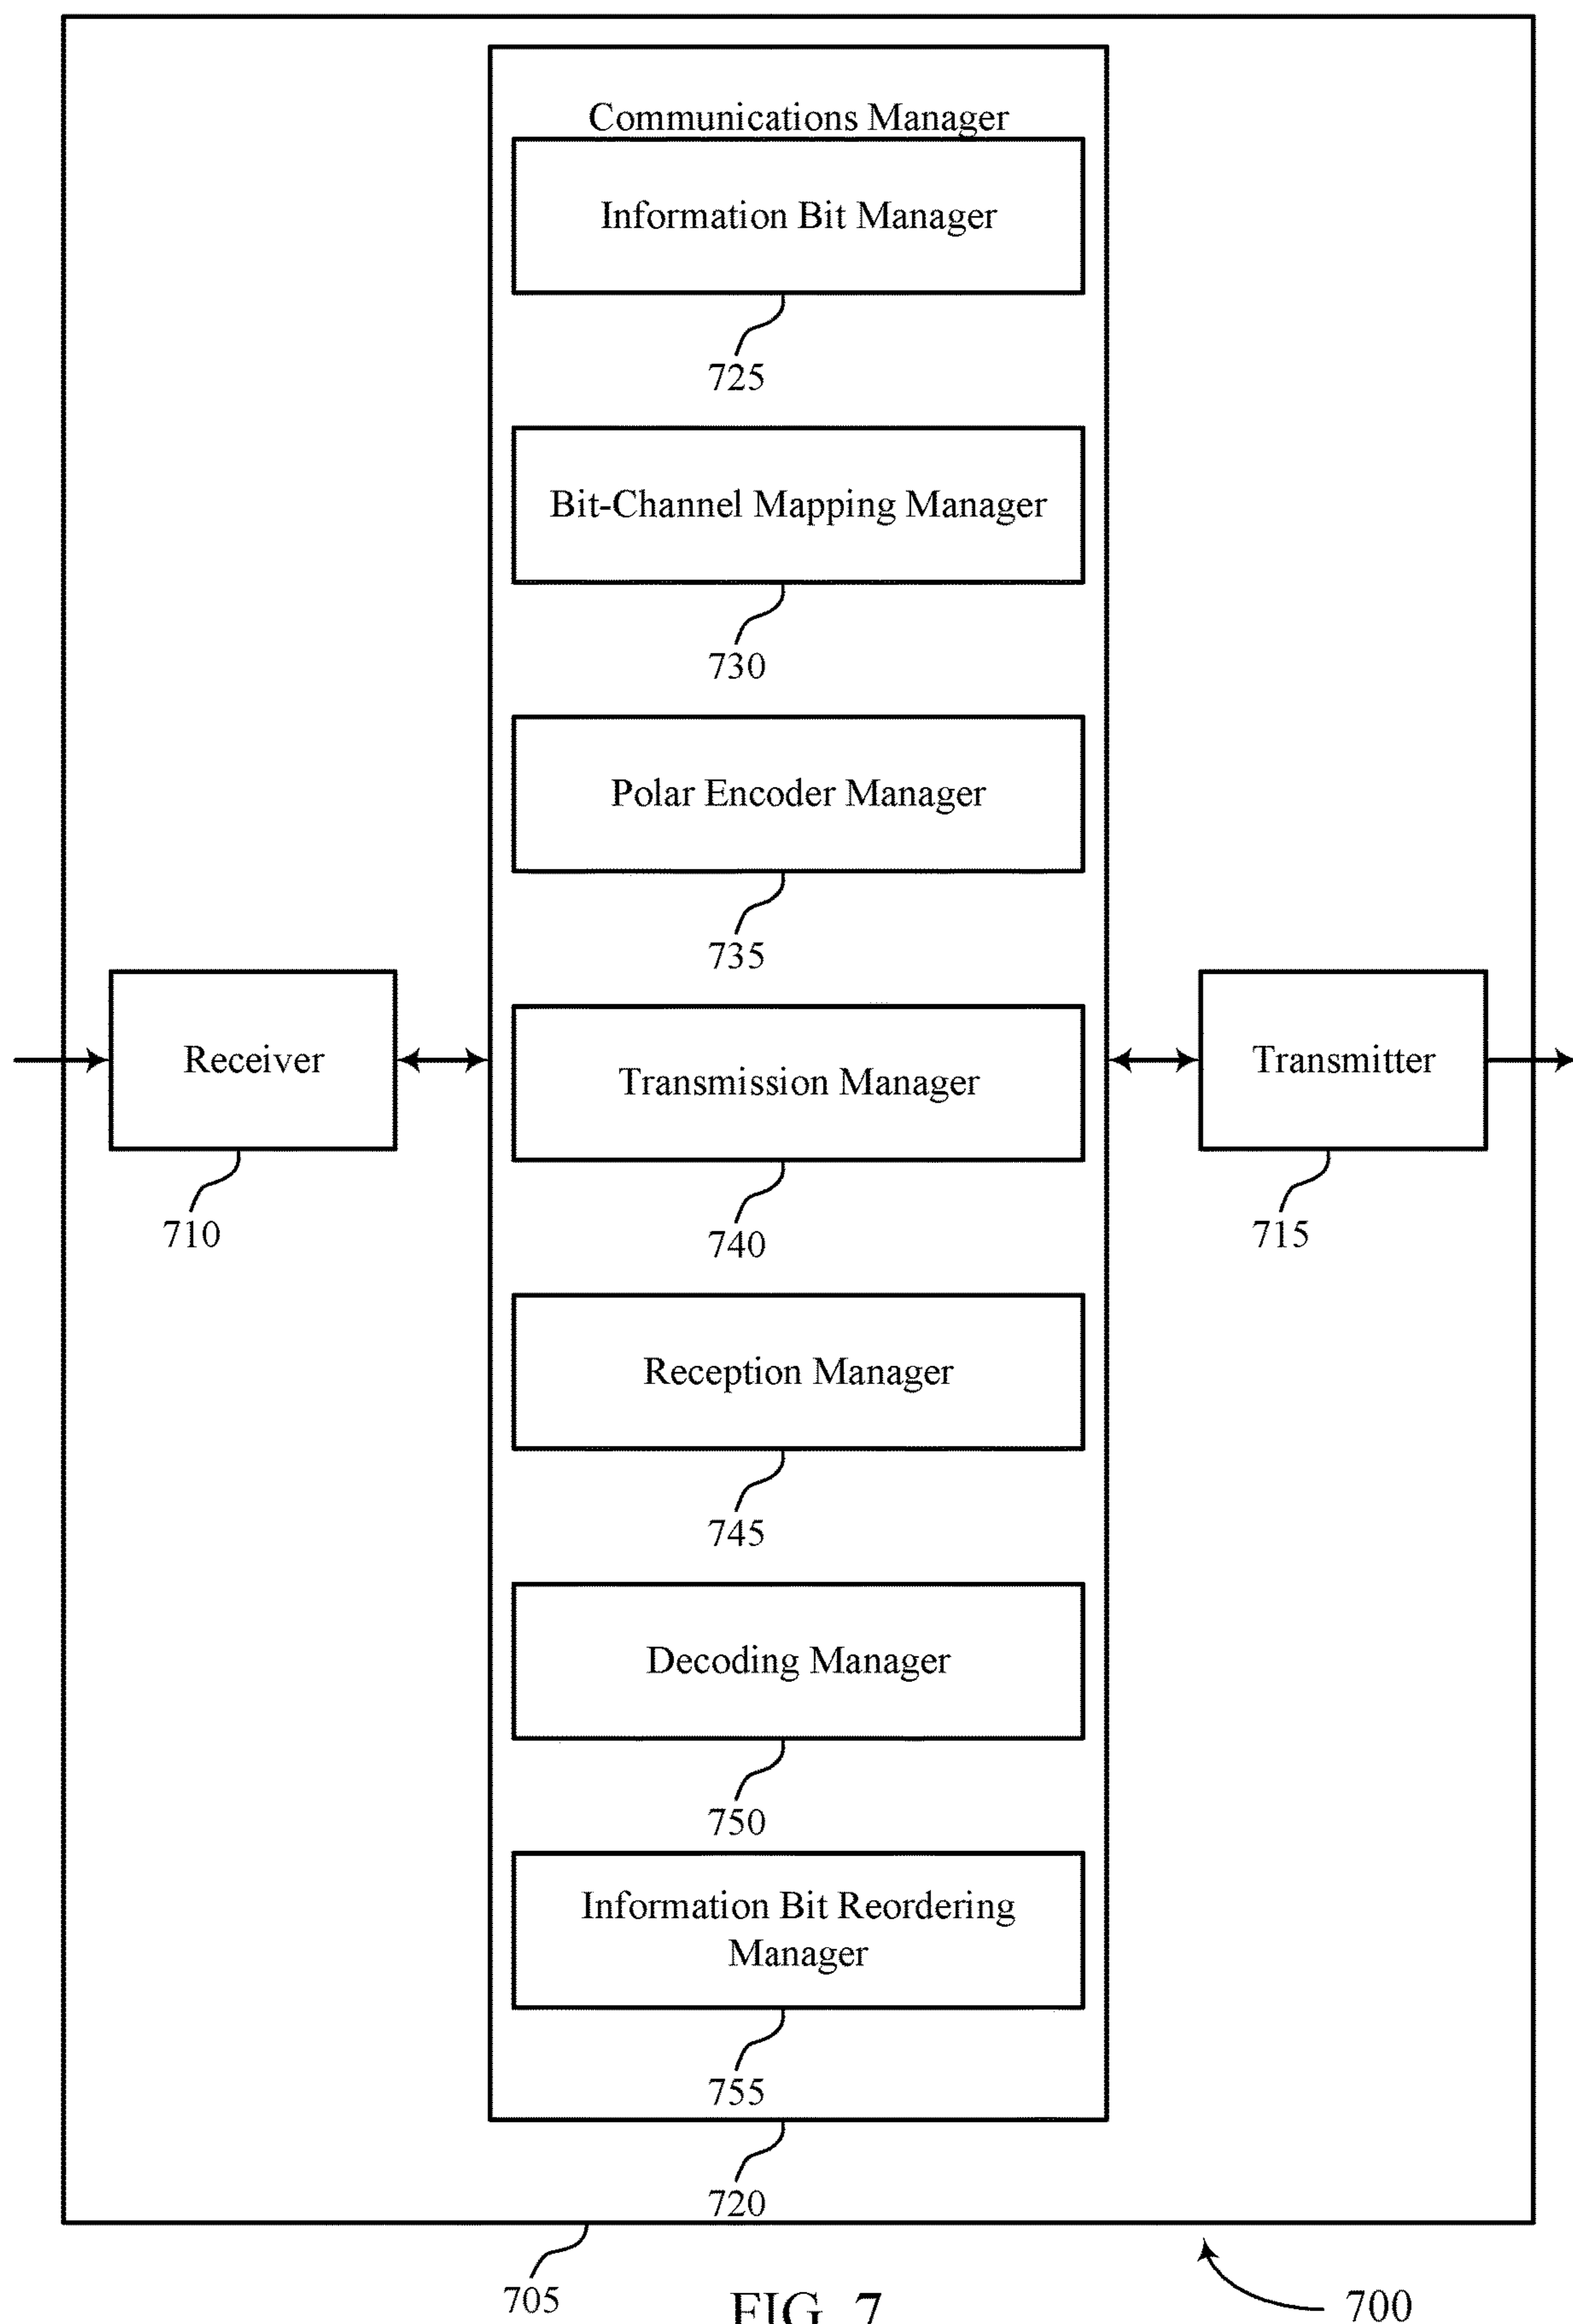 Communications Manager
Information Bit Manager
725
Bit-Channel Mapping Manager
730
Polar Encoder Manager
735
Receiver
710
Transmission Manager
740
Transmitter
715
Reception Manager
745
Decoding Manager
750
Information Bit Reordering
Manager
755
720
705
FIG. 7
700